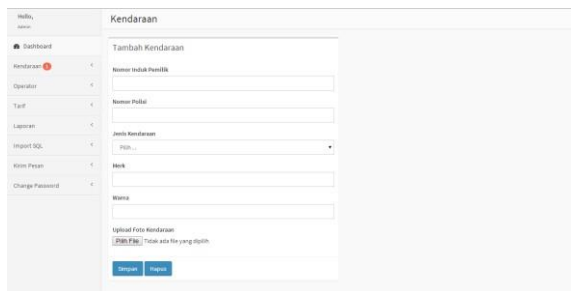 Hello,
Kendaraan
Dashboard
Kendaraan
Operator
Tarif
Laporan
Import SQL
Kirim Pesan
Change Password
Tambah Kendaraan
Nomor Induk Pemilik
Nomor Polisi
Jenis Kendaraan
Pilih...
Merk
Warna
Upload Foto Kendaraan
Pilih File Tidak ada file yang dipilih
Simpan Hapus